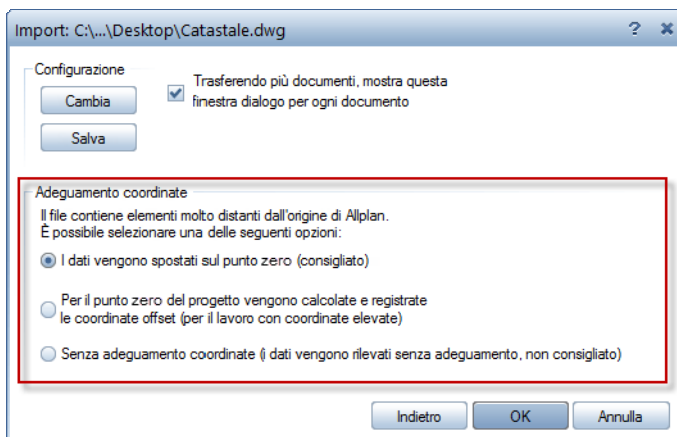 Import: C:\...\Desktop\Catastale.dwg ? ×
Configurazione
Cambia
Trasferendo più documenti, mostra questa
finestra dialogo per ogni documento
Salva
Adeguamento coordinate
Il file contiene elementi molto distanti dall'origine di Allplan.
È possibile selezionare una delle seguenti opzioni:
I dati vengono spostati sul punto zero (consigliato)
Per il punto zero del progetto vengono calcolate e registrate
le coordinate offset (per il lavoro con coordinate elevate)
Senza adeguamento coordinate (i dati vengono rilevati senza adeguamento, non consigliato)
Indietro OK Annulla